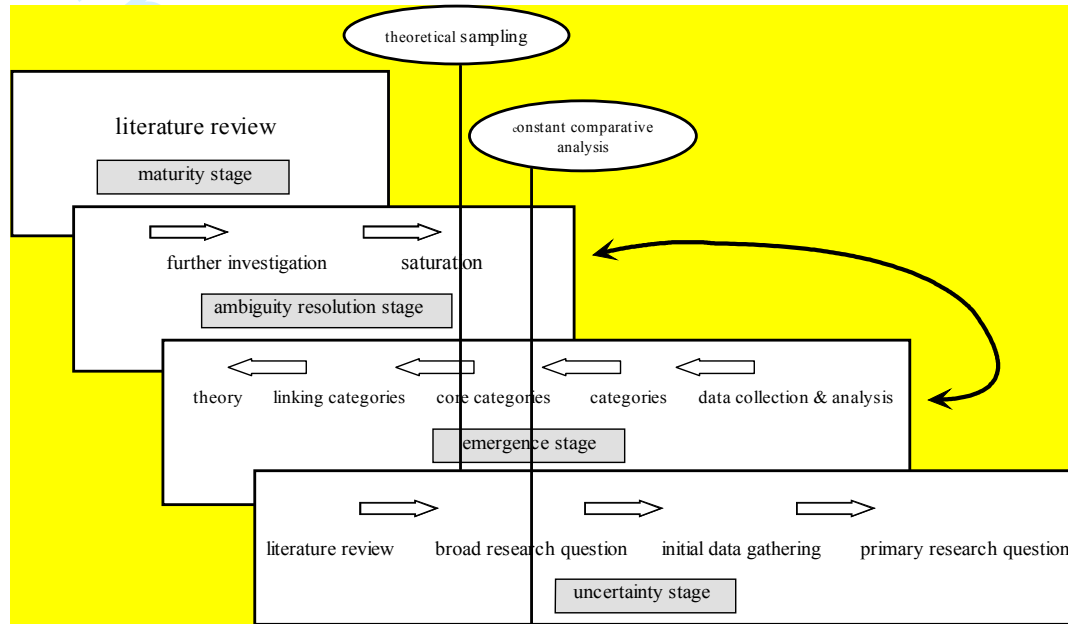 theoretical sampling
constant comparative
analysis
literature review
maturity stage
further investigation saturation
ambiguity resolution stage
theory linking categories core categories categories data collection & analysis
emergence stage
literature review broad research question initial data gathering primary research question
uncertainty stage